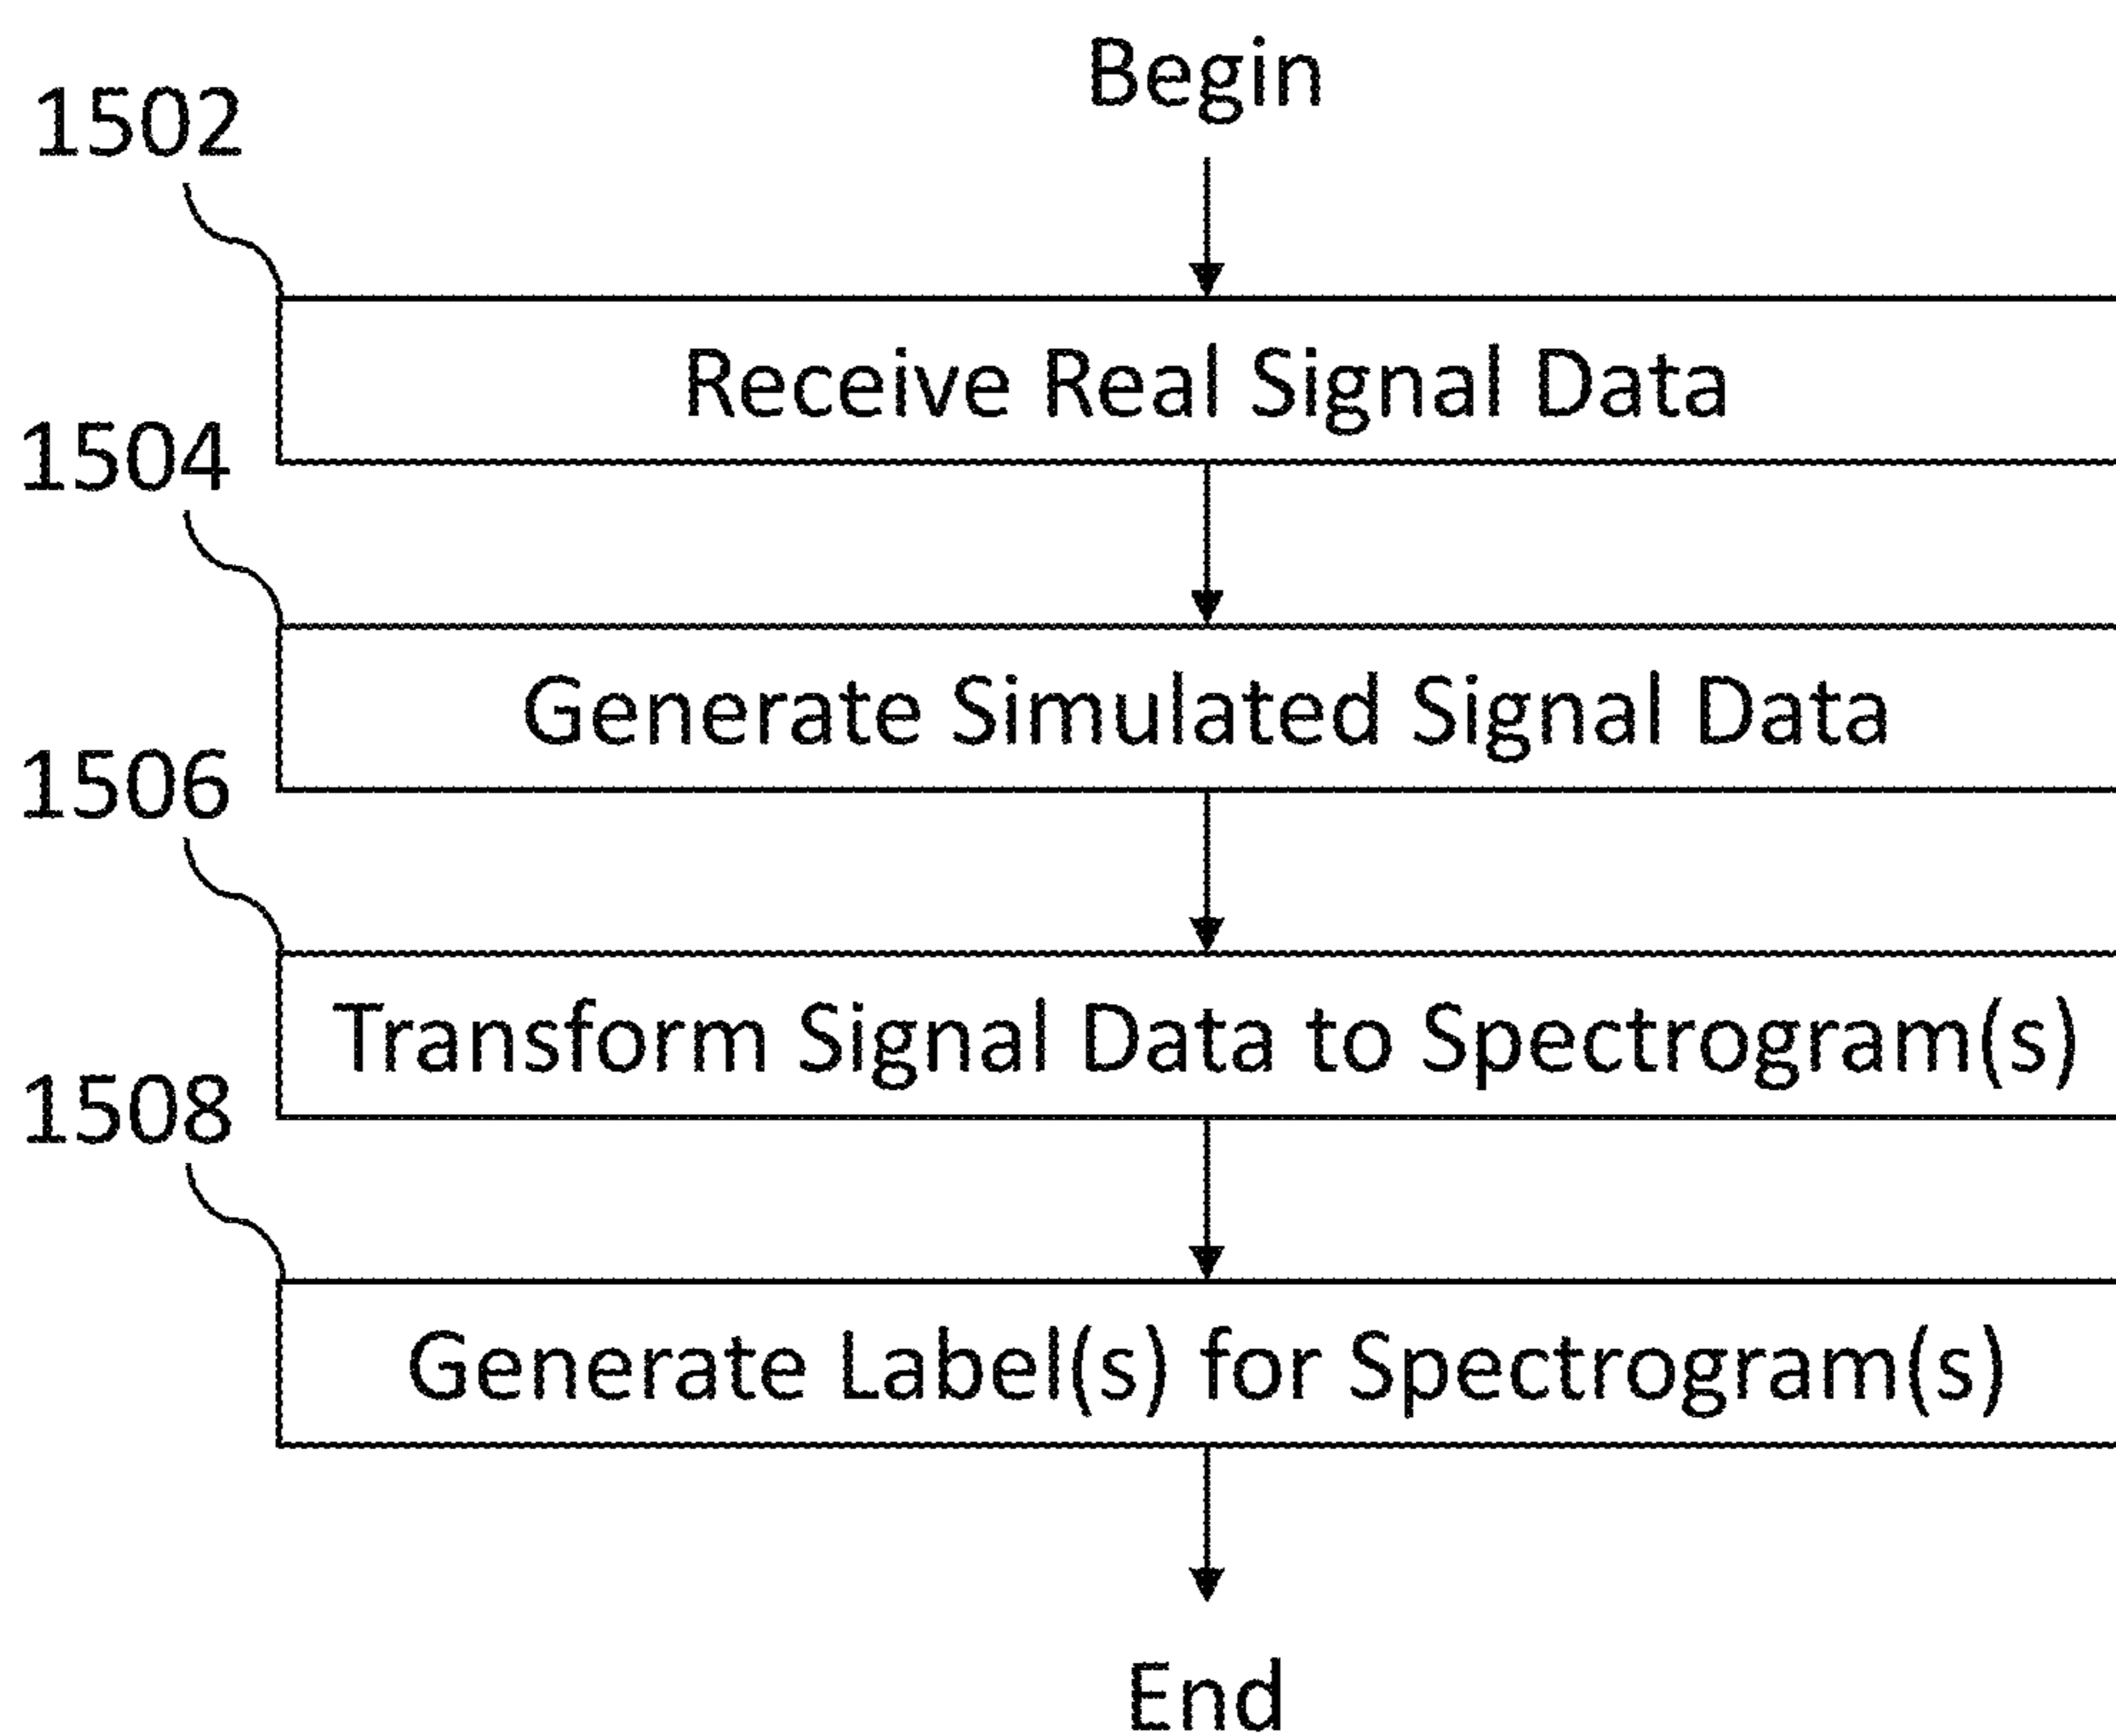 Begin
1502
Receive Real Signal Data
1504
Generate Simulated Signal Data
1506
Transform Signal Data to Spectrogram(s)
1508
Generate Label(s) for Spectrogram(s)
End